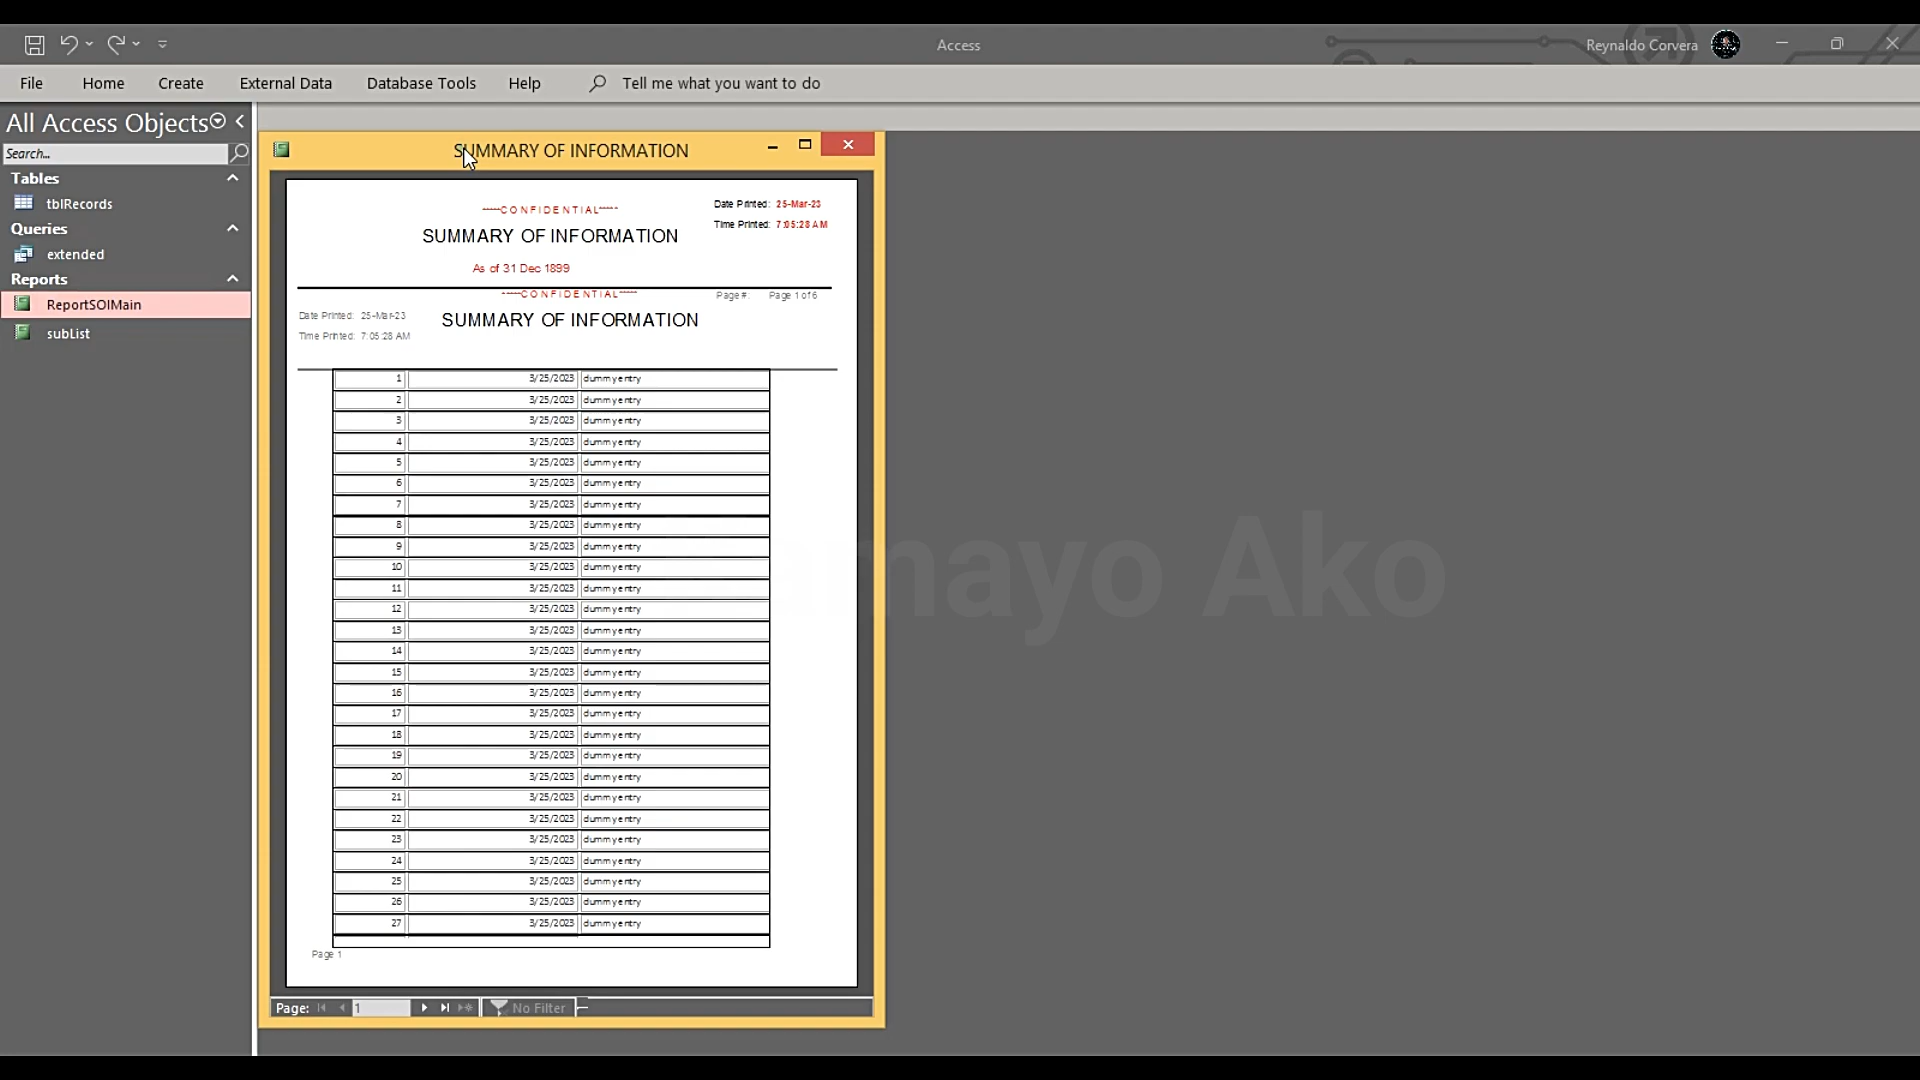 Access
Reynaldo Corvera
File Home Create External Data Database Tools Help Tell me what you want to do
All Access Objects
Search...
Tables
tblRecords
Queries
extended
Reports
ReportSOIMain
subList
SUMMARY OF INFORMATION
-----CONFIDENTIAL-----
Date Printed: 25-Mar-23
Time Printed: 7:05:28 AM
SUMMARY OF INFORMATION
As of 31 Dec 1899
-----CONFIDENTIAL-----
Page #: Page 1 of 6
Date Printed: 25-Mar-23
SUMMARY OF INFORMATION
Time Printed: 7:05:28 AM
1 3/25/2023 dummy entry
2 3/25/2023 dummy entry
3 3/25/2023 dummy entry
4 3/25/2023 dummy entry
5 3/25/2023 dummy entry
6 3/25/2023 dummy entry
7 3/25/2023 dummy entry
8 3/25/2023 dummy entry
9 3/25/2023 dummy entry
10 3/25/2023 dummy entry
11 3/25/2023 dummy entry
12 3/25/2023 dummy entry
13 3/25/2023 dummy entry
14 3/25/2023 dummy entry
15 3/25/2023 dummy entry
16 3/25/2023 dummy entry
17 3/25/2023 dummy entry
18 3/25/2023 dummy entry
19 3/25/2023 dummy entry
20 3/25/2023 dummy entry
21 3/25/2023 dummy entry
22 3/25/2023 dummy entry
23 3/25/2023 dummy entry
24 3/25/2023 dummy entry
25 3/25/2023 dummy entry
26 3/25/2023 dummy entry
27 3/25/2023 dummy entry
Page 1
Page: 1 No Filter
Ako